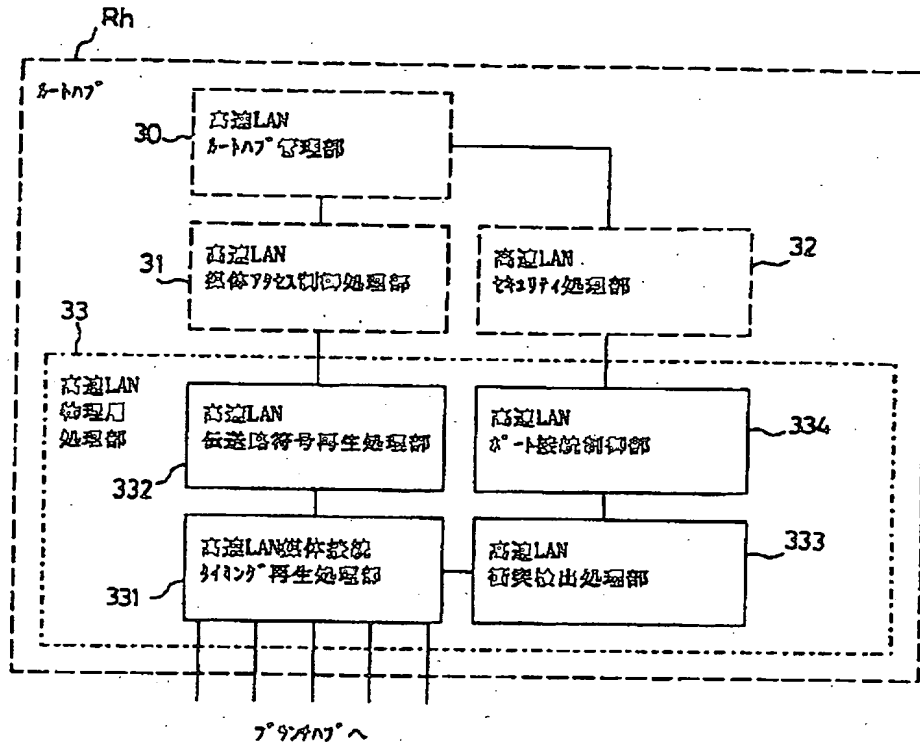 Rh
ルートハブ
30
高速LAN
ルートハブ管理部
31
高速LAN
媒体アクセス制御処理部
32
高速LAN
セキュリティ処理部
33
高速LAN
物理層
処理部
332
高速LAN
伝送路符号再生処理部
334
高速LAN
ポート接続制御部
331
高速LAN媒体接続
タイミング再生処理部
333
高速LAN
衝突検出処理部
ブランチハブへ